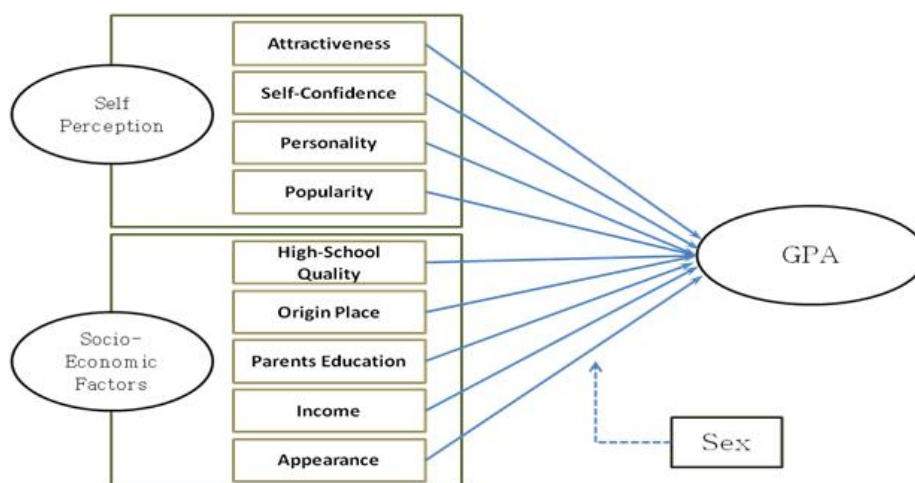 Self
Perception
Attractiveness
Self-Confidence
Personality
Popularity
Socio-
Economic
Factors
High-School
Quality
Origin Place
Parents Education
Income
Appearance
GPA
Sex